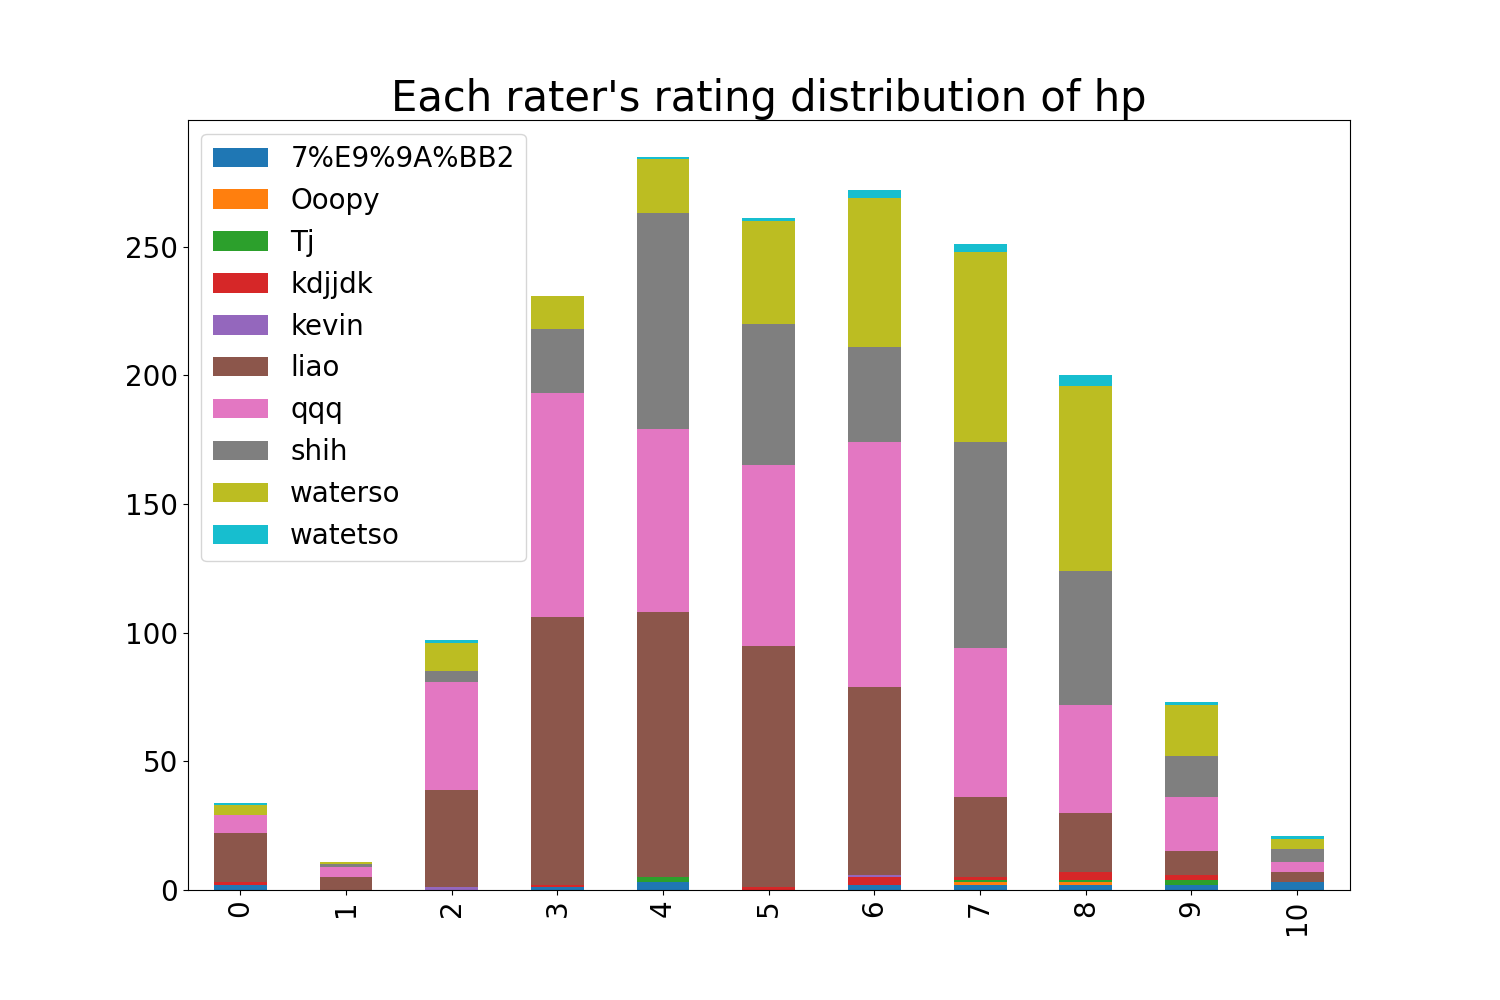 Each rater's rating distribution of hp
7%E9%9A%BB2
Ooopy
Tj
kdjjdk
kevin
liao
qqq
shih
waterso
watetso
250
200
150
100
50
0
0 1 2 3 4 5 6 7 8 9 10